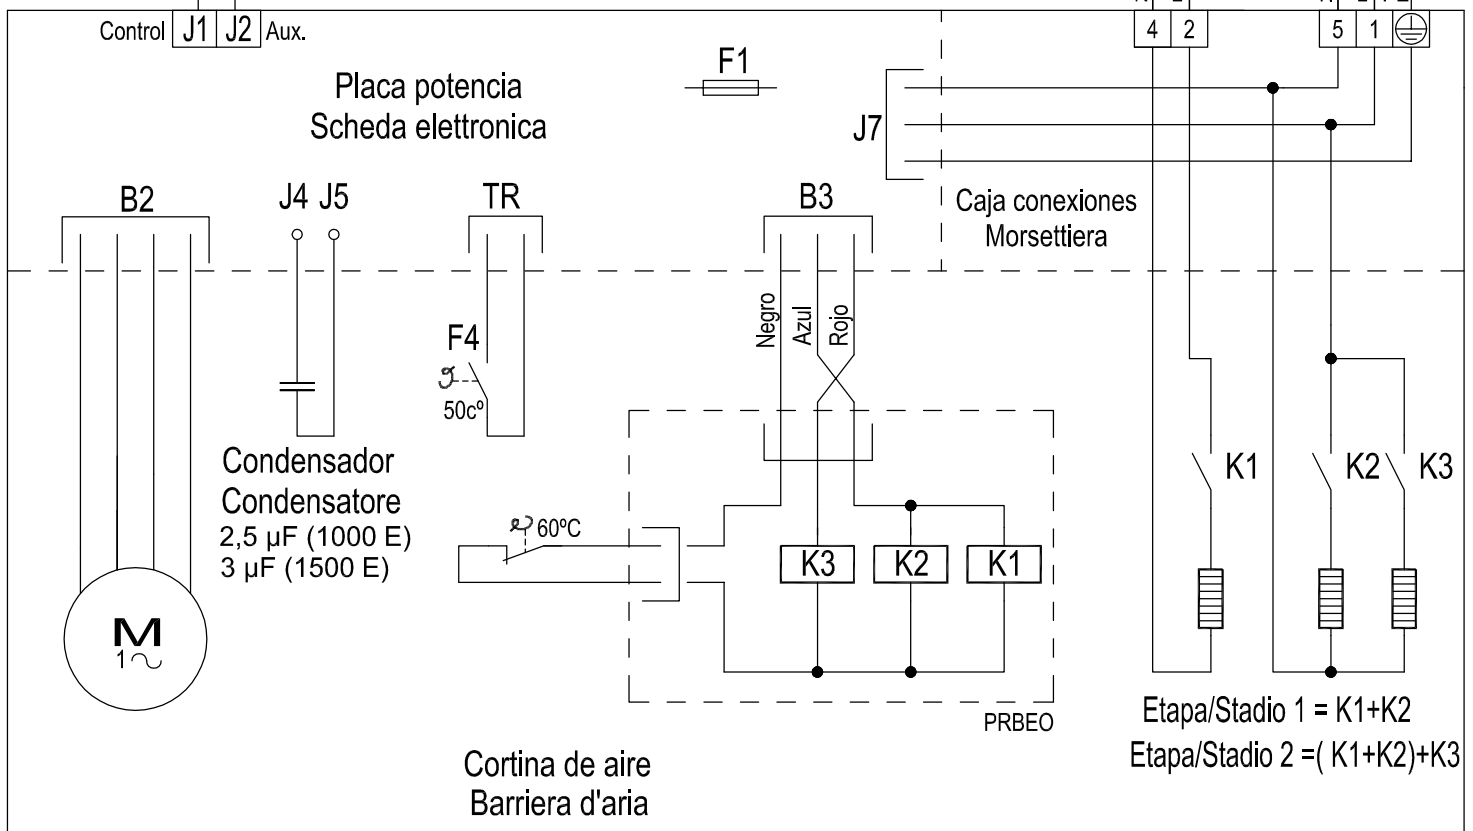 Control J1 J2 Aux.
4 2
5 1
Placa potencia
Scheda elettronica
F1
J7
B2
J4 J5
TR
B3
Caja conexiones
Morsettiera
Negro
Azul
Rojo
F4
50cº
Condensador
Condensatore
2,5 µF (1000 E)
3 µF (1500 E)
60ºC
K1
K2
K3
K3
K2
K1
M
1
PRBEO
Etapa/Stadio 1 = K1+K2
Etapa/Stadio 2 =( K1+K2)+K3
Cortina de aire
Barriera d'aria